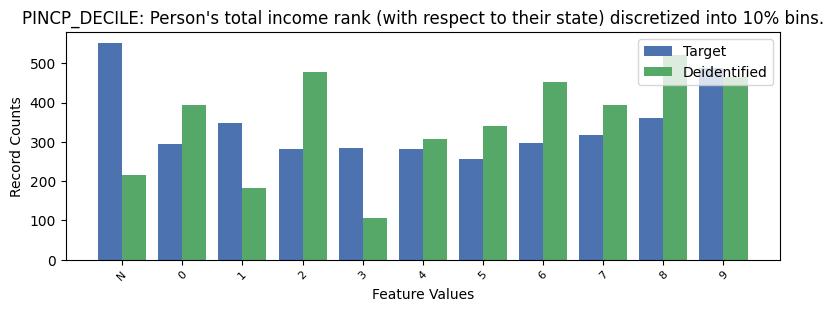 PINCP_DECILE: Person's total income rank (with respect to their state) discretized into 10% bins.
Target
Deidentified
Record Counts
500
400
300
200
100
0
N 0 1 2 3 4 5 6 7 8 9
Feature Values